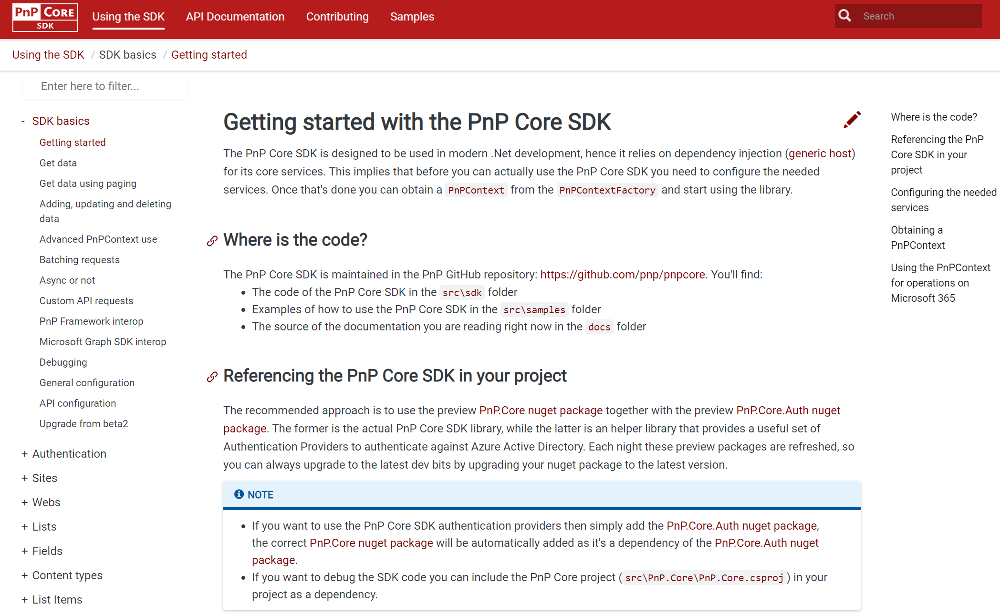 PnP CORE
SDK
Using the SDK
API Documentation
Contributing
Samples
Search
Using the SDK / SDK basics / Getting started
Enter here to filter...
- SDK basics
Getting started
Get data
Get data using paging
Adding, updating and deleting
data
Advanced PnPContext use
Batching requests
Async or not
Custom API requests
PnP Framework interop
Microsoft Graph SDK interop
Debugging
General configuration
API configuration
Upgrade from beta2
+ Authentication
+ Sites
+ Webs
+ Lists
+ Fields
+ Content types
+ List Items
Getting started with the PnP Core SDK
The PnP Core SDK is designed to be used in modern .Net development, hence it relies on dependency injection (generic host)
for its core services. This implies that before you can actually use the PnP Core SDK you need to configure the needed
services. Once that's done you can obtain a PnPContext from the PnPContextFactory and start using the library.
Where is the code?
The PnP Core SDK is maintained in the PnP GitHub repository: https://github.com/pnp/pnpcore. You'll find:
• The code of the PnP Core SDK in the src\sdk folder
• Examples of how to use the PnP Core SDK in the src\samples folder
• The source of the documentation you are reading right now in the docs folder
Referencing the PnP Core SDK in your project
The recommended approach is to use the preview PnP.Core nuget package together with the preview PnP.Core.Auth nuget
package. The former is the actual PnP Core SDK library, while the latter is an helper library that provides a useful set of
Authentication Providers to authenticate against Azure Active Directory. Each night these preview packages are refreshed, so
you can always upgrade to the latest dev bits by upgrading your nuget package to the latest version.
NOTE
• If you want to use the PnP Core SDK authentication providers then simply add the PnP.Core.Auth nuget package,
the correct PnP.Core nuget package will be automatically added as it's a dependency of the PnP.Core.Auth nuget
package.
• If you want to debug the SDK code you can include the PnP Core project (src\PnP.Core\PnP.Core.csproj) in your
project as a dependency.
Where is the code?
Referencing the PnP
Core SDK in your
project
Configuring the needed
services
Obtaining a
PnPContext
Using the PnPContext
for operations on
Microsoft 365